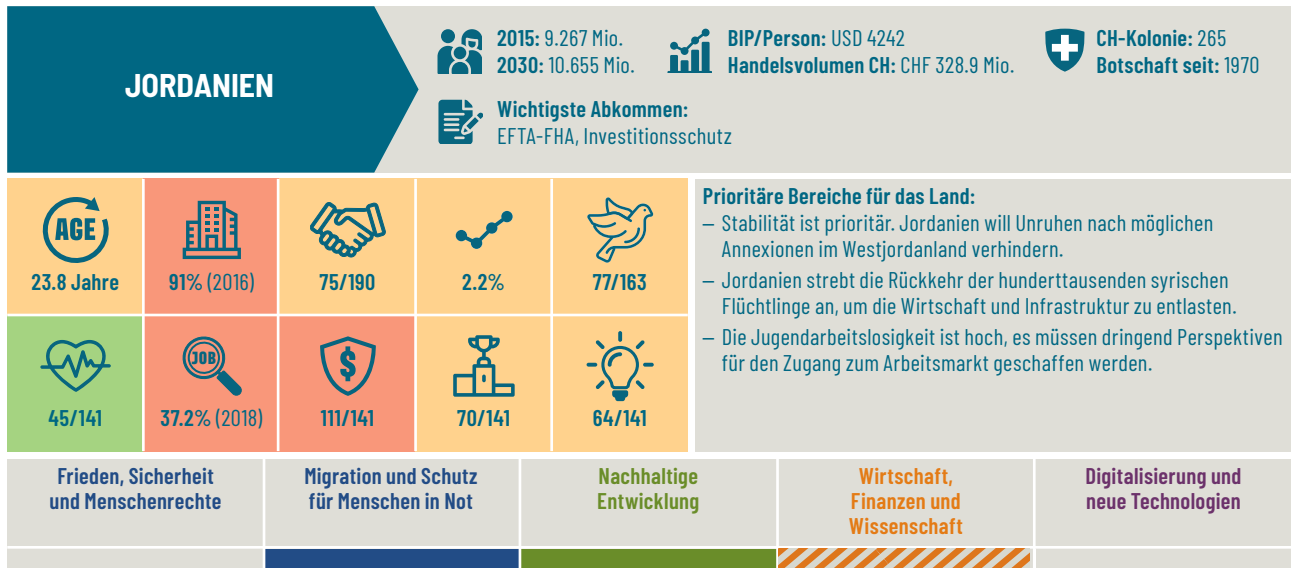 JORDANIEN
2015: 9.267 Mio.
2030: 10.655 Mio.
BIP/Person: USD 4242
Handelsvolumen CH: CHF 328.9 Mio.
CH-Kolonie: 265
Botschaft seit: 1970
Wichtigste Abkommen:
EFTA-FHA, Investitionsschutz
AGE
23.8 Jahre
91% (2016)
75/190
2.2%
77/163
45/141
JOB
37.2% (2018)
$
111/141
70/141
64/141
Prioritäre Bereiche für das Land:
– Stabilität ist prioritär. Jordanien will Unruhen nach möglichen
Annexionen im Westjordanland verhindern.
– Jordanien strebt die Rückkehr der hunderttausenden syrischen
Flüchtlinge an, um die Wirtschaft und Infrastruktur zu entlasten.
– Die Jugendarbeitslosigkeit ist hoch, es müssen dringend Perspektiven
für den Zugang zum Arbeitsmarkt geschaffen werden.
Frieden, Sicherheit
und Menschenrechte
Migration und Schutz
für Menschen in Not
Nachhaltige
Entwicklung
Wirtschaft,
Finanzen und
Wissenschaft
Digitalisierung und
neue Technologien